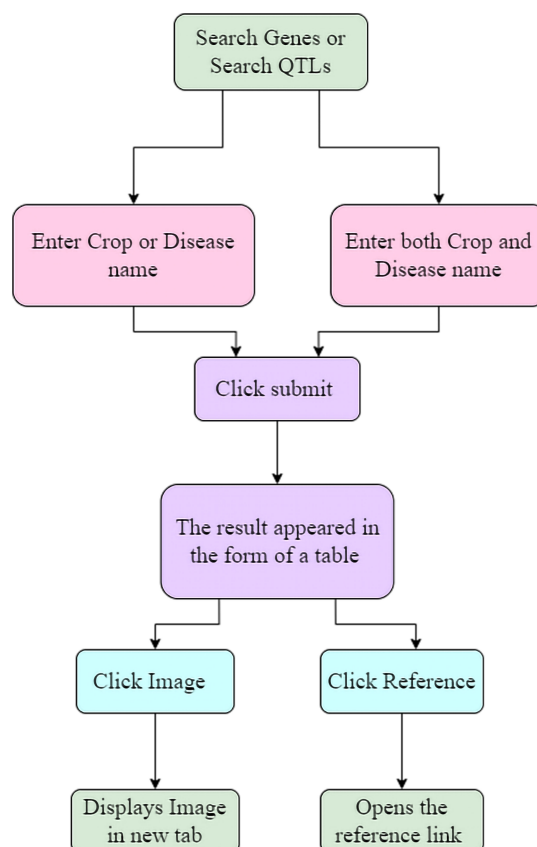 Search Genes or
Search QTLs
Enter Crop or Disease
name
Enter both Crop and
Disease name
Click submit
The result appeared in
the form of a table
Click Image
Click Reference
Displays Image
in new tab
Opens the
reference link